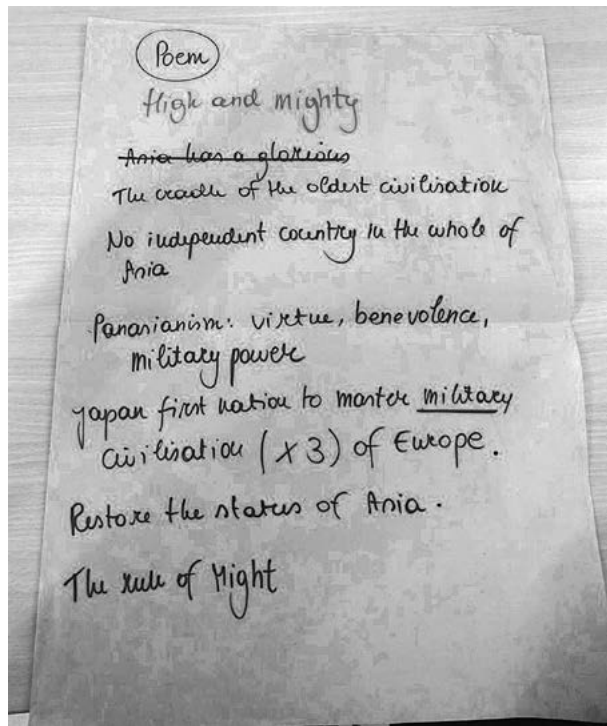 Poem
High and mighty
Asia has a glorious
The cradle of the oldest civilisation
No independent country in the whole of
Asia
Panasianism: virtue, benevolence,
military power
Japan first nation to master military
civilisation (x3) of Europe.
Restore the status of Asia.
The rule of Might